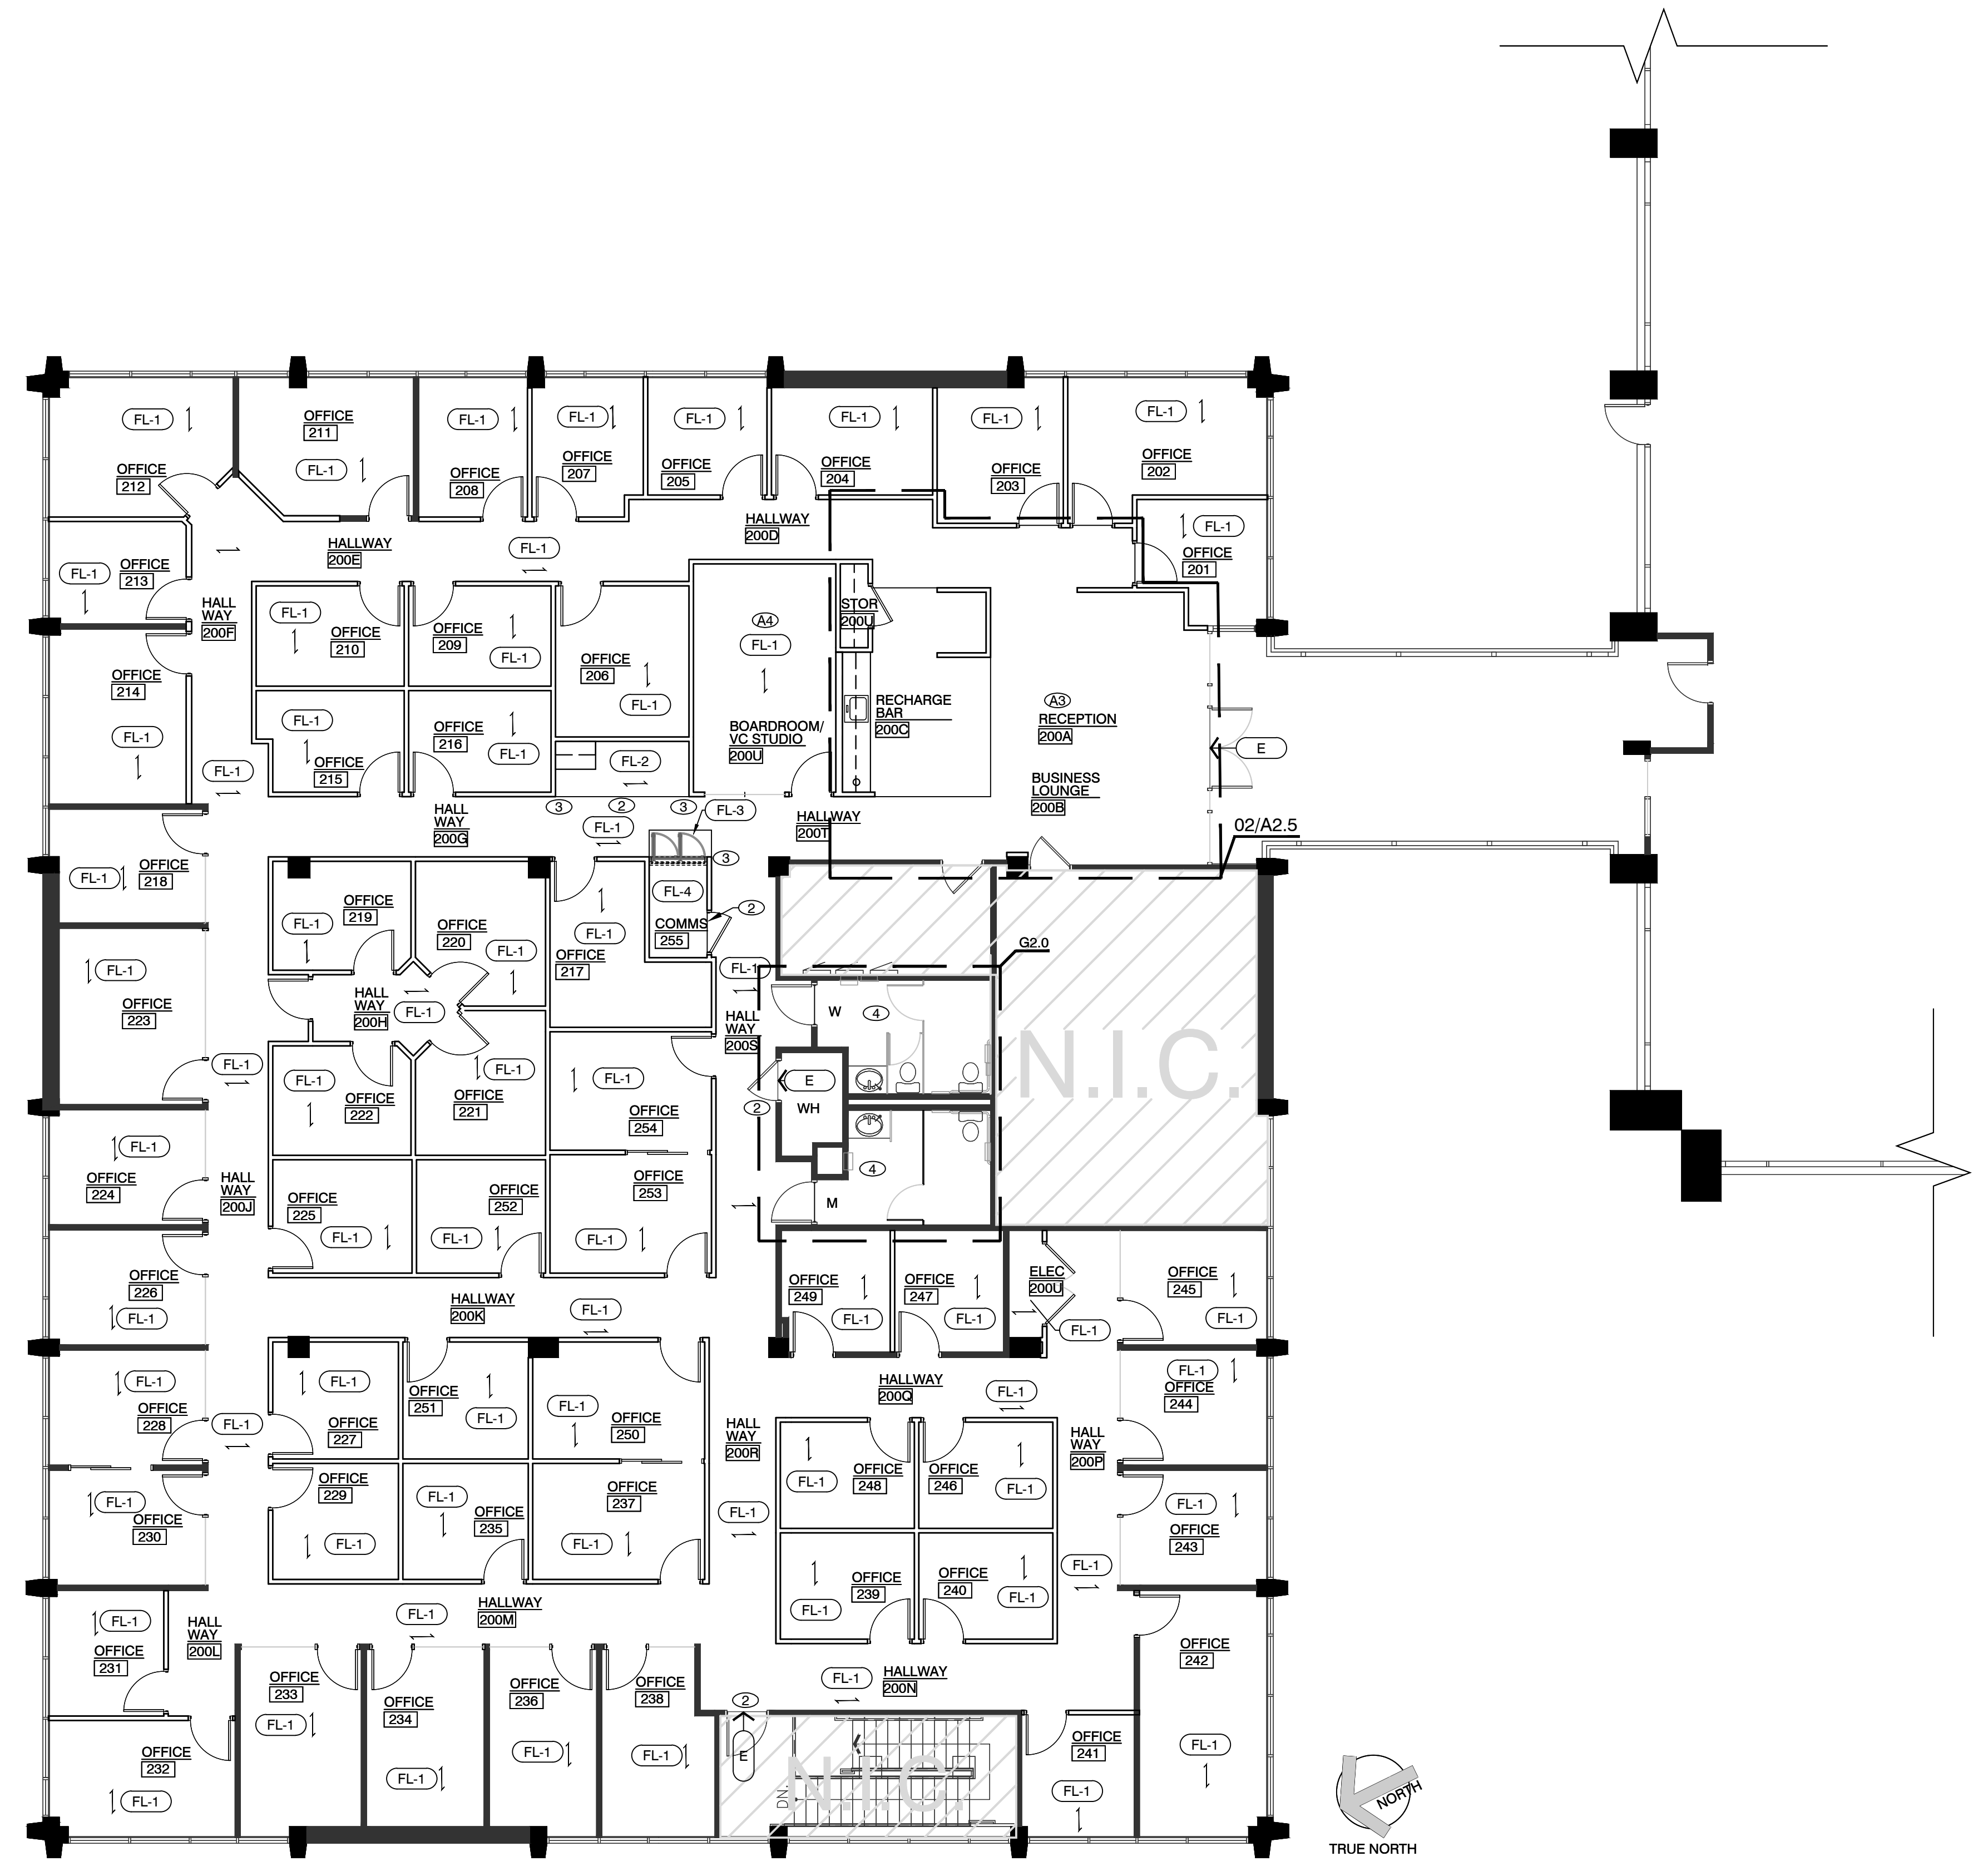 FL-1
OFFICE
211
FL-1
FL-1
FL-1
FL-1
FL-1
FL-1
FL-1
OFFICE
212
FL-1
OFFICE
208
OFFICE
207
OFFICE
205
OFFICE
204
OFFICE
203
OFFICE
202
HALLWAY
200E
FL-1
HALLWAY
200D
FL-1
OFFICE
201
OFFICE
213
FL-1
HALL
WAY
200F
FL-1
OFFICE
210
OFFICE
209
FL-1
OFFICE
206
FL-1
A4
FL-1
STOR
200U
OFFICE
214
FL-1
FL-1
OFFICE
215
OFFICE
216
FL-1
BOARDROOM/
VC STUDIO
200U
RECHARGE
BAR
200C
A3
RECEPTION
200A
E
FL-1
FL-2
BUSINESS
LOUNGE
200B
HALL
WAY
200G
3
2
3
FL-3
FL-1
HALLWAY
200T
02/A2.5
3
FL-1
OFFICE
218
OFFICE
219
FL-1
OFFICE
220
FL-1
FL-1
OFFICE
217
FL-4
COMMS
255
2
G2.0
FL-1
FL-1
OFFICE
223
HALL
WAY
200H
FL-1
HALL
WAY
200S
W
4
N.I.C.
FL-1
FL-1
OFFICE
222
FL-1
OFFICE
221
FL-1
OFFICE
254
E
WH
2
FL-1
OFFICE
224
HALL
WAY
200J
OFFICE
225
FL-1
OFFICE
252
FL-1
OFFICE
253
FL-1
4
M
OFFICE
226
FL-1
HALLWAY
200K
FL-1
OFFICE
249
FL-1
OFFICE
247
FL-1
ELEC
200U
FL-1
OFFICE
245
FL-1
FL-1
OFFICE
228
FL-1
FL-1
OFFICE
227
OFFICE
251
FL-1
FL-1
OFFICE
250
HALLWAY
200Q
FL-1
FL-1
OFFICE
244
HALL
WAY
200R
HALL
WAY
200P
FL-1
OFFICE
230
OFFICE
229
FL-1
FL-1
OFFICE
235
OFFICE
237
FL-1
FL-1
FL-1
OFFICE
248
OFFICE
246
FL-1
FL-1
OFFICE
243
FL-1
OFFICE
239
FL-1
OFFICE
240
FL-1
FL-1
OFFICE
231
HALL
WAY
200L
FL-1
HALLWAY
200M
OFFICE
233
FL-1
OFFICE
234
FL-1
OFFICE
236
FL-1
OFFICE
238
FL-1
FL-1
HALLWAY
200N
OFFICE
242
FL-1
OFFICE
232
FL-1
2
E
DN.
N.I.C.
OFFICE
241
FL-1
NORTH
TRUE NORTH